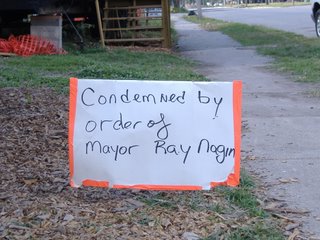 Condemned by
order of
Mayor Ray Nagin